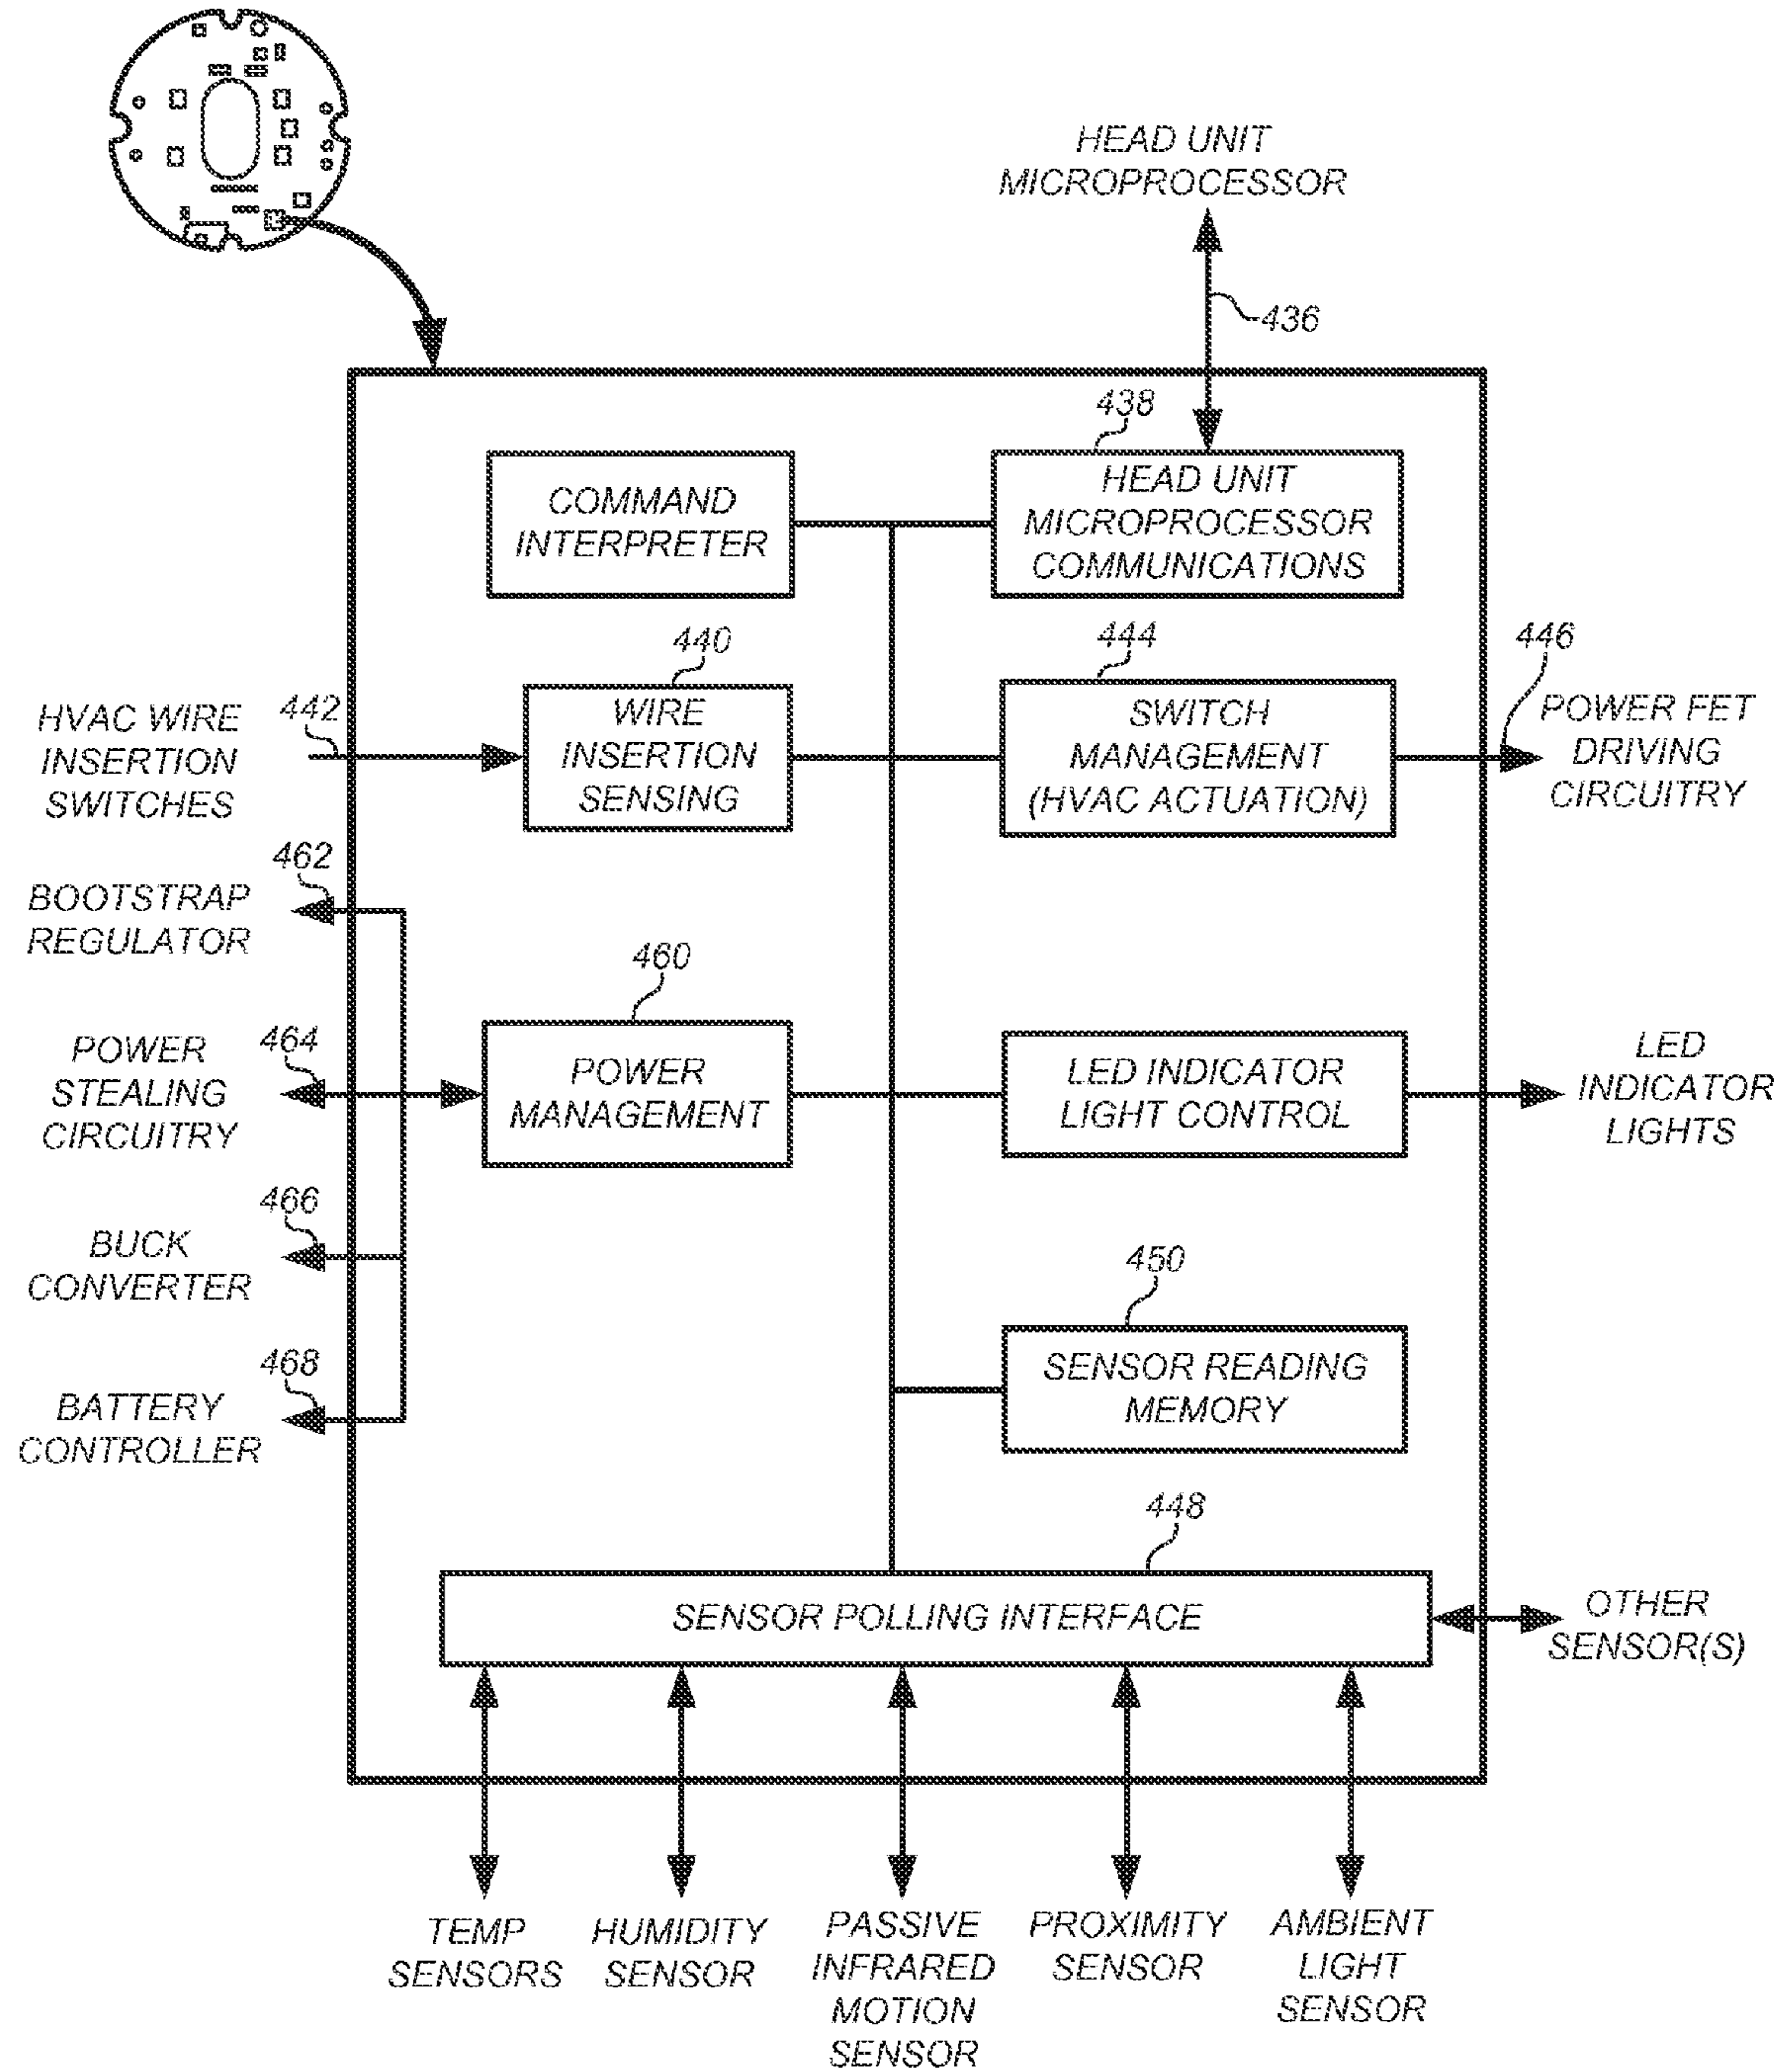 HEAD UNIT
MICROPROCESSOR
436
438
COMMAND
INTERPRETER
HEAD UNIT
MICROPROCESSOR
COMMUNICATIONS
440
444
446
HVAC WIRE
INSERTION
SWITCHES
442
WIRE
INSERTION
SENSING
SWITCH
MANAGEMENT
(HVAC ACTUATION)
POWER FET
DRIVING
CIRCUITRY
462
BOOTSTRAP
REGULATOR
460
464
POWER
STEALING
CIRCUITRY
POWER
MANAGEMENT
LED INDICATOR
LIGHT CONTROL
LED
INDICATOR
LIGHTS
466
BUCK
CONVERTER
450
SENSOR READING
MEMORY
468
BATTERY
CONTROLLER
448
SENSOR POLLING INTERFACE
OTHER
SENSOR(S)
TEMP
SENSORS
HUMIDITY
SENSOR
PASSIVE
INFRARED
MOTION
SENSOR
PROXIMITY
SENSOR
AMBIENT
LIGHT
SENSOR